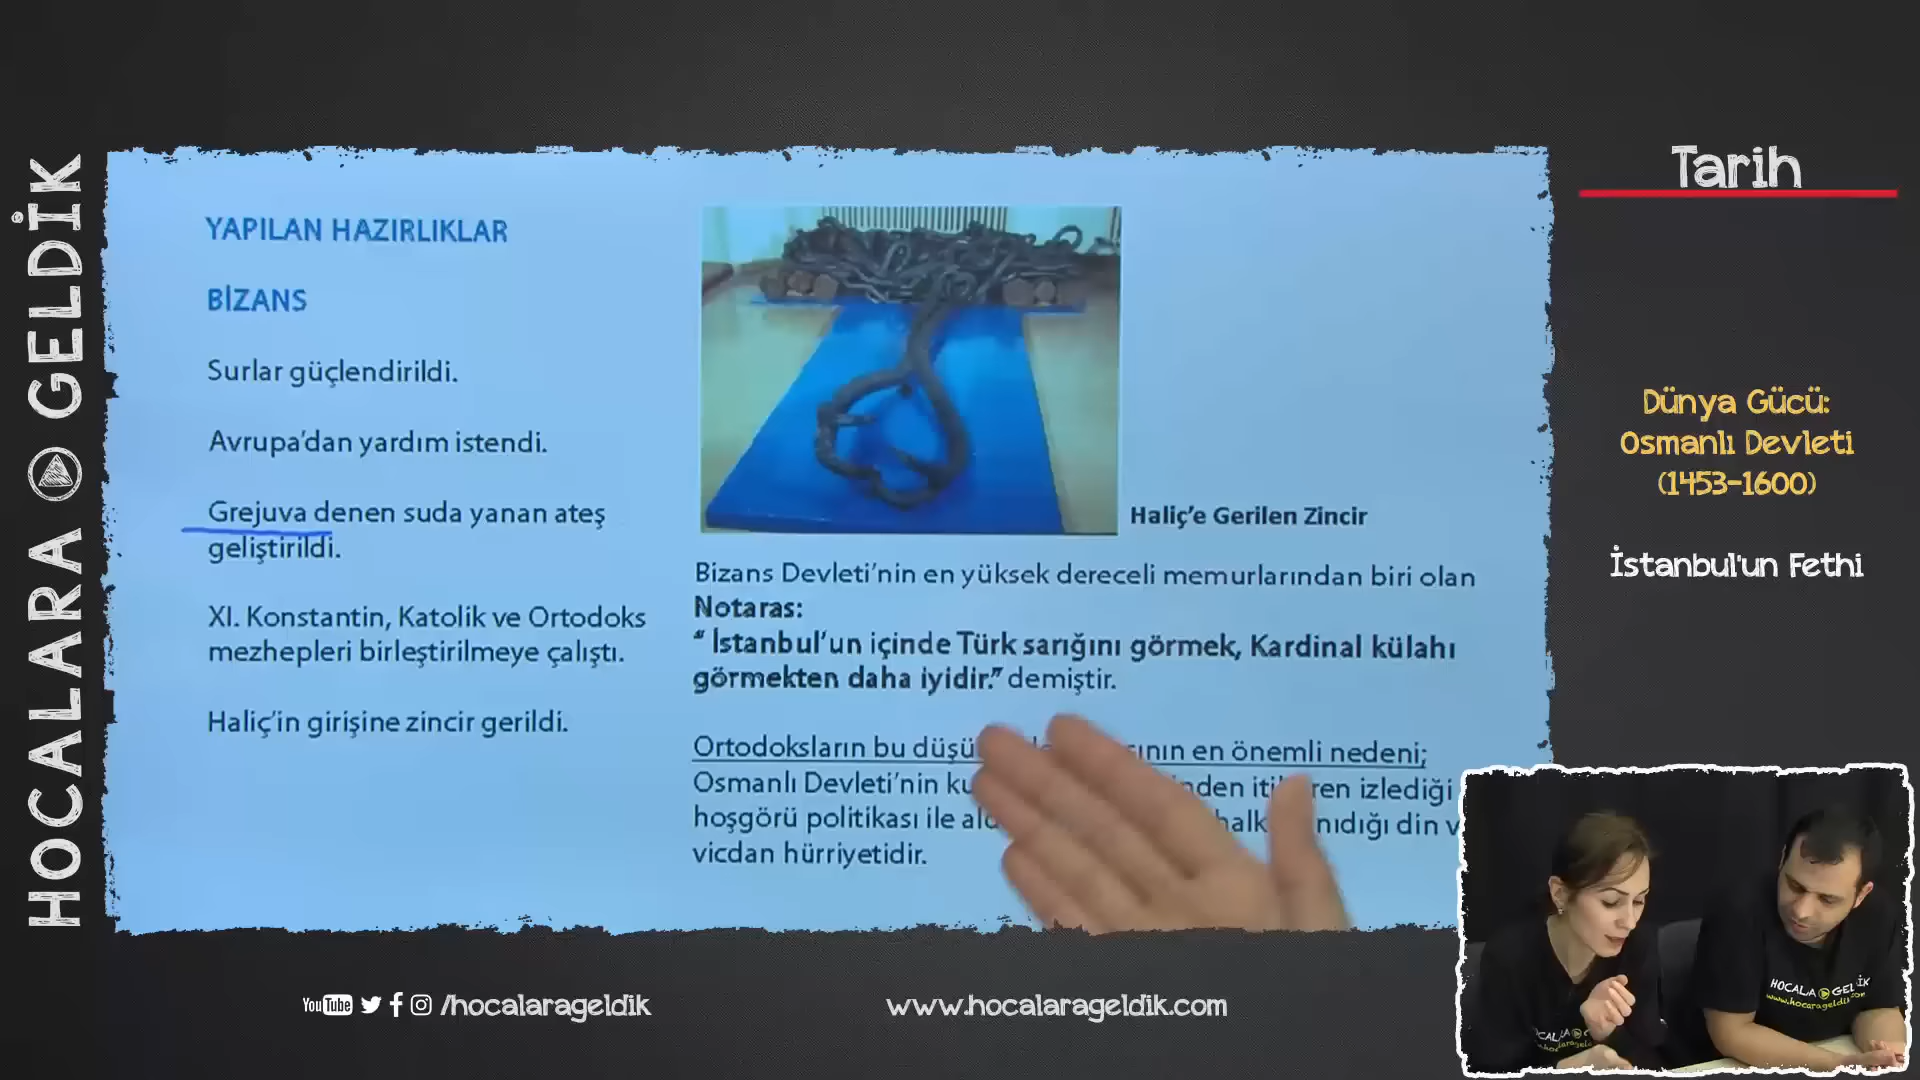 HOCALARA GELDİK
YAPILAN HAZIRLIKLAR
BİZANS
Surlar güçlendirildi.
Avrupa'dan yardım istendi.
Grejuva denen suda yanan ateş
geliştirildi.
XI. Konstantin, Katolik ve Ortodoks
mezhepleri birleştirilmeye çalıştı.
Haliç'in girişine zincir gerildi.
Haliç'e Gerilen Zincir
Bizans Devleti'nin en yüksek dereceli memurlarından biri olan
Notaras:
“ İstanbul'un içinde Türk sarığını görmek, Kardinal külahı
görmekten daha iyidir.” demiştir.
Ortodoksların bu en önemli nedeni;
Osmanlı Devleti'nin izlediği
hoşgörü politikası ile din
vicdan hürriyetidir.
Tarih
Dünya Gücü:
Osmanlı Devleti
(1453-1600)
İstanbul'un Fethi
YouTube /hocalarageldik
www.hocalarageldik.com
HOCALA GELDİK